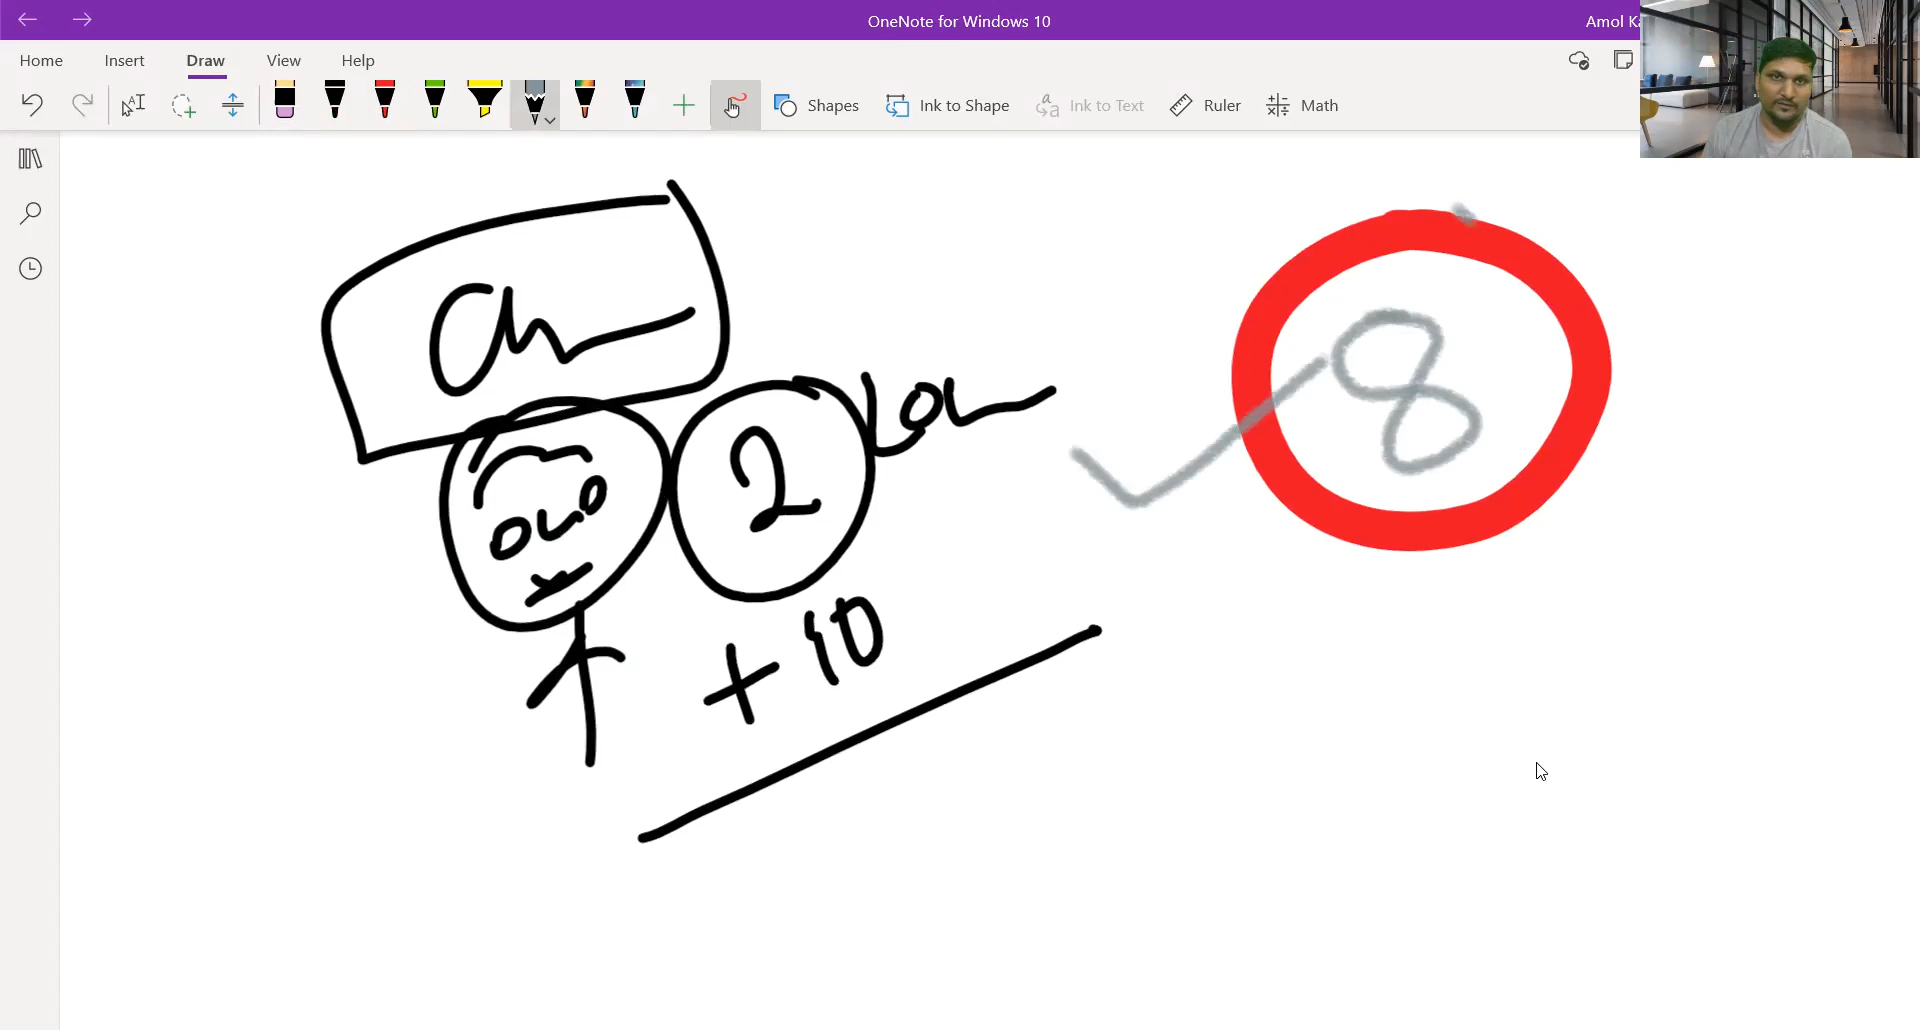 OneNote for Windows 10
Amol Ka
Home Insert Draw View Help
Shapes Ink to Shape Ink to Text Ruler Math
8
2
+ 10